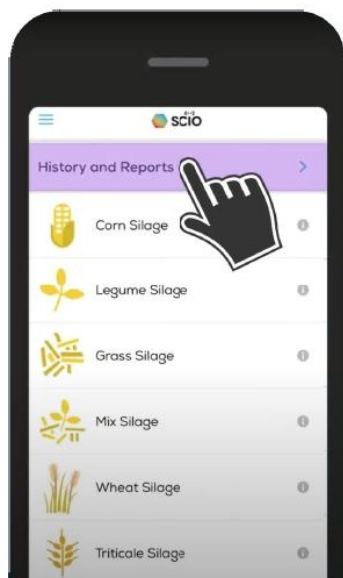 SCiO
History and Reports
Corn Silage
Legume Silage
Grass Silage
Mix Silage
Wheat Silage
Triticale Silage